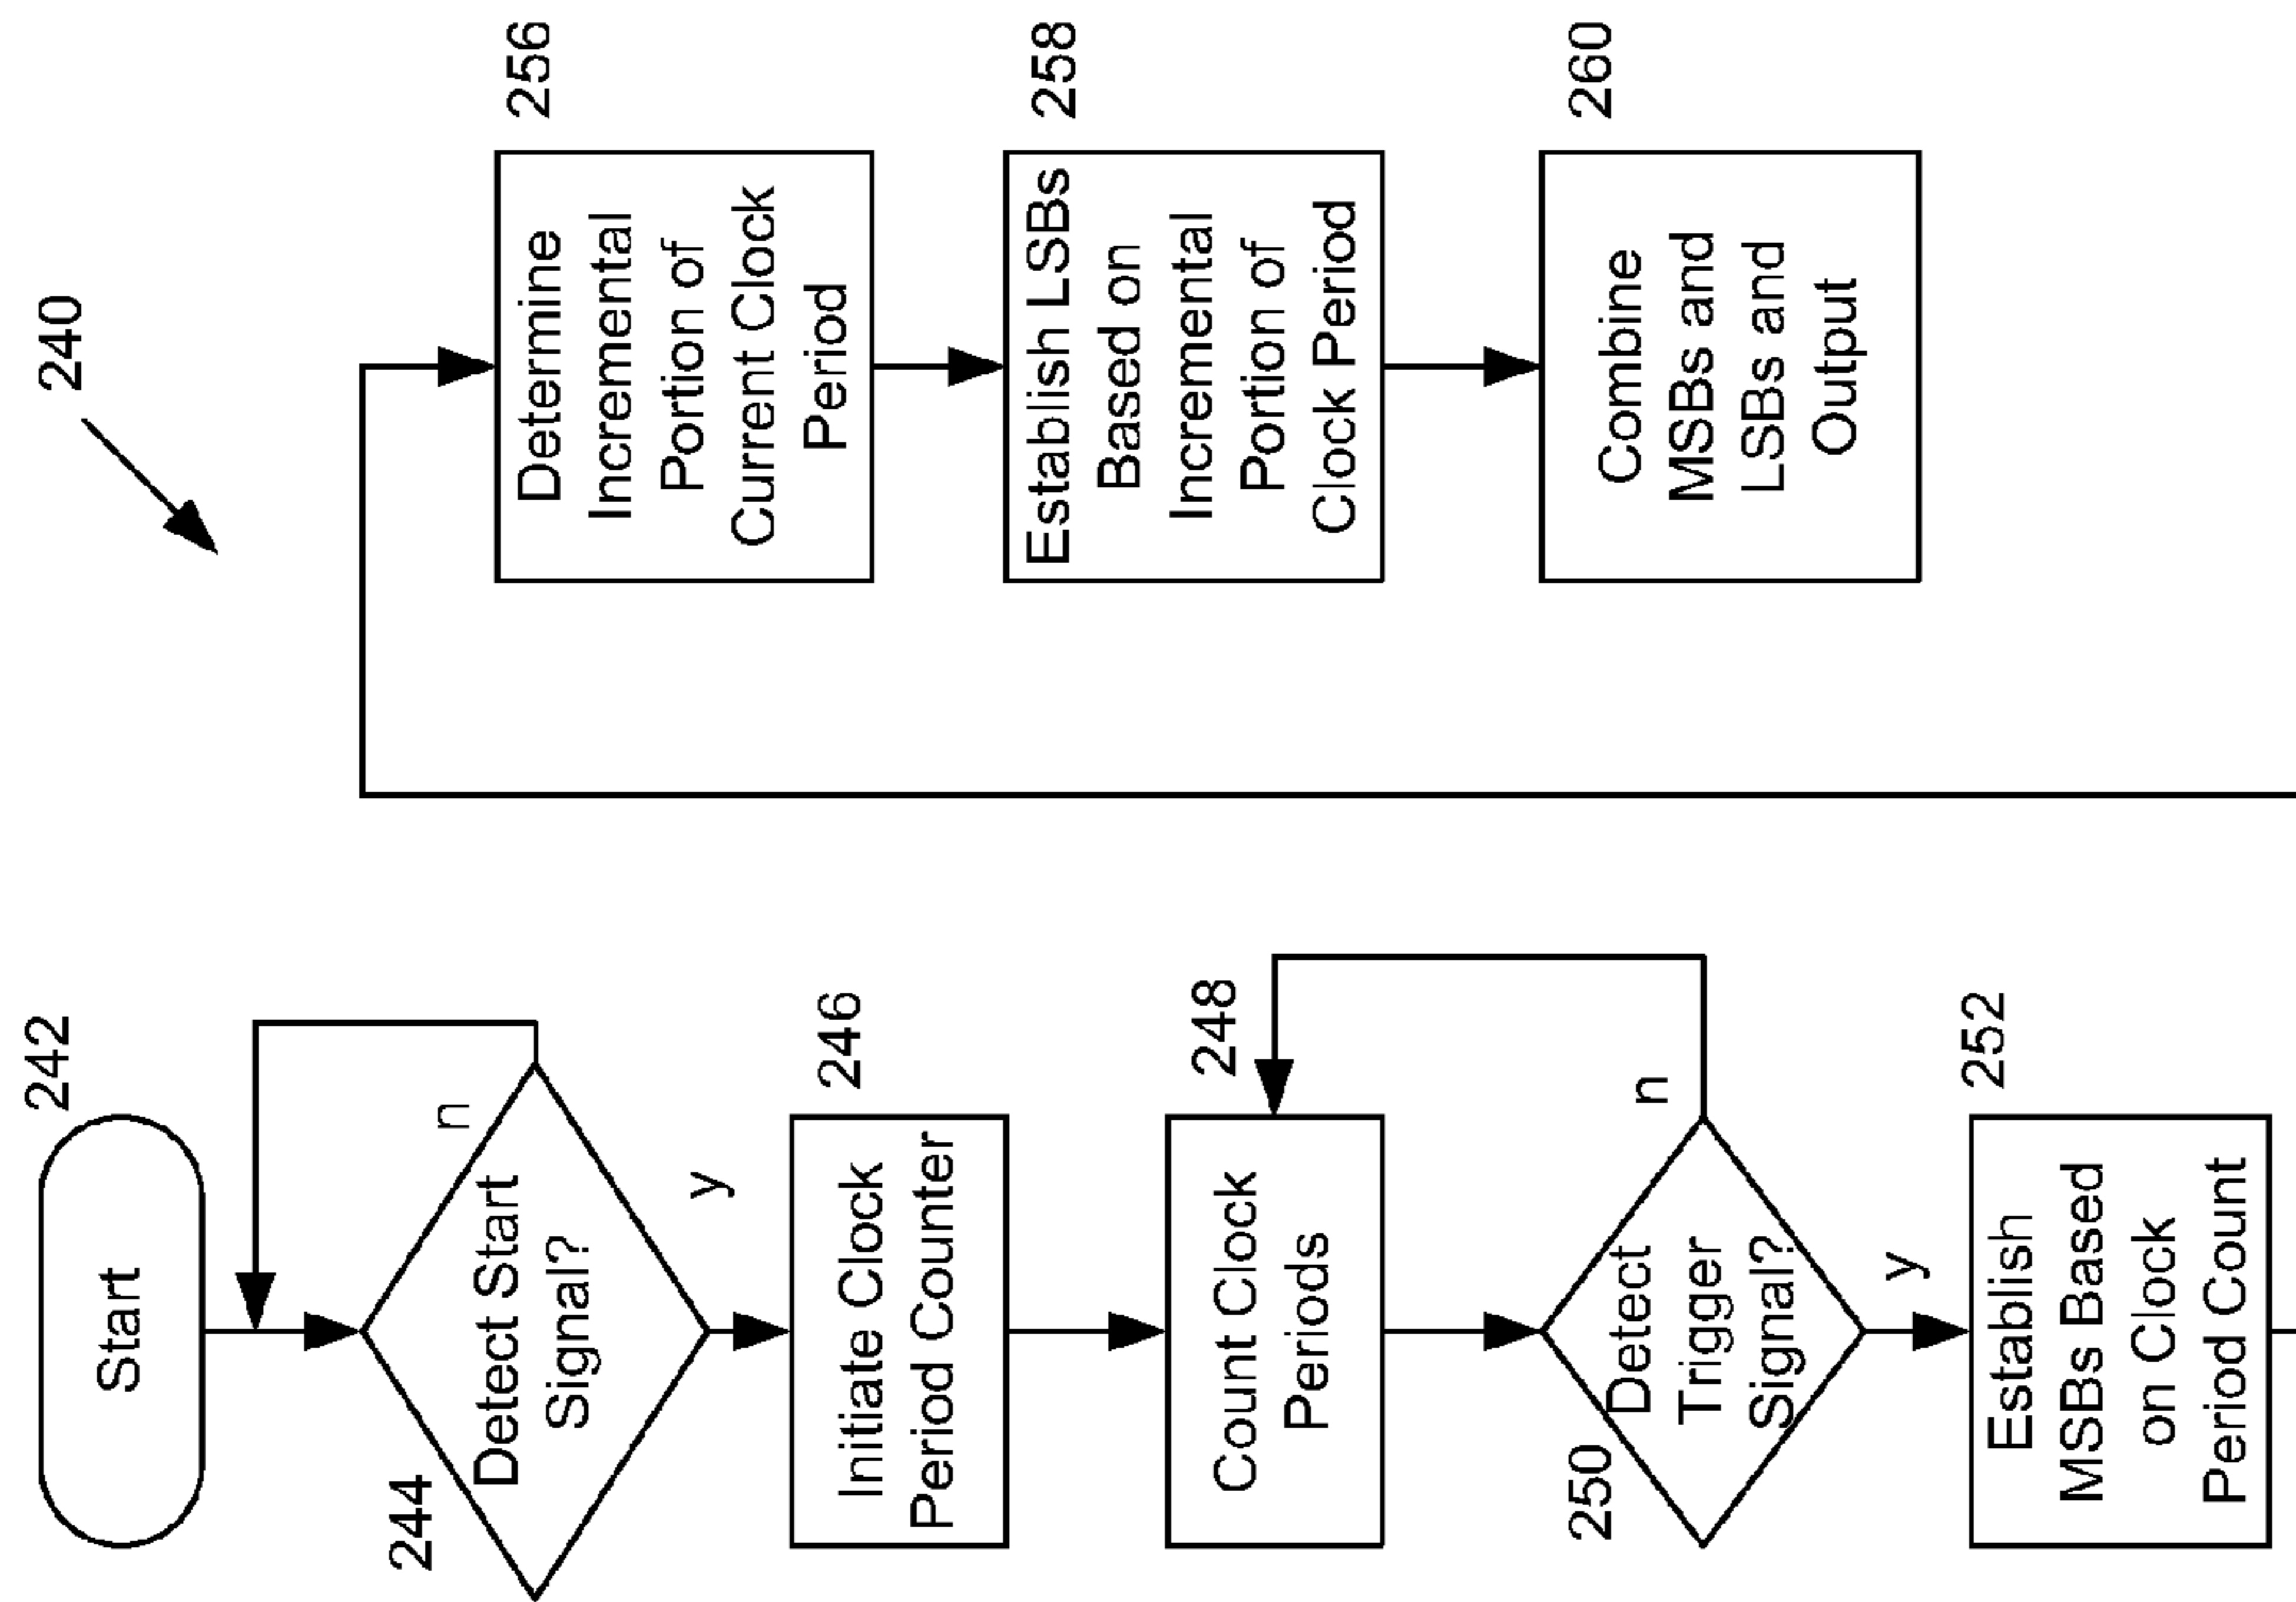 240
242
Start
244
Detect Start
Signal?
n
y
246
Initiate Clock
Period Counter
248
Count Clock
Periods
250
Detect
Trigger
Signal?
n
y
252
Establish
MSBs Based
on Clock
Period Count
256
Determine
Incremental
Portion of
Current Clock
Period
258
Establish LSBs
Based on
Incremental
Portion of
Clock Period
260
Combine
MSBs and
LSBs and
Output